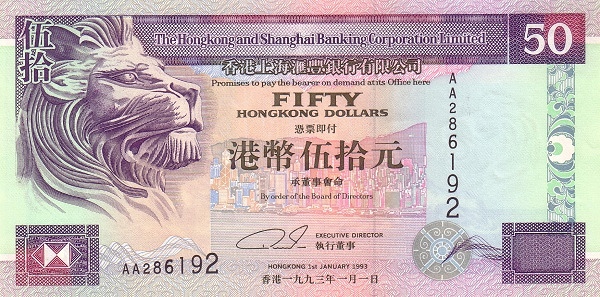 伍拾
The Hongkong and Shanghai Banking Corporation Limited
50
香港上海滙豐銀行有限公司
Promises to pay the bearer on demand at its Office here
FIFTY
HONGKONG DOLLARS
憑票即付
港幣伍拾元
承董事會命
By order of the Board of Directors
AA286192
EXECUTIVE DIRECTOR
執行董事
AA286192
HONGKONG 1ST JANUARY 1993
香港一九九三年一月一日